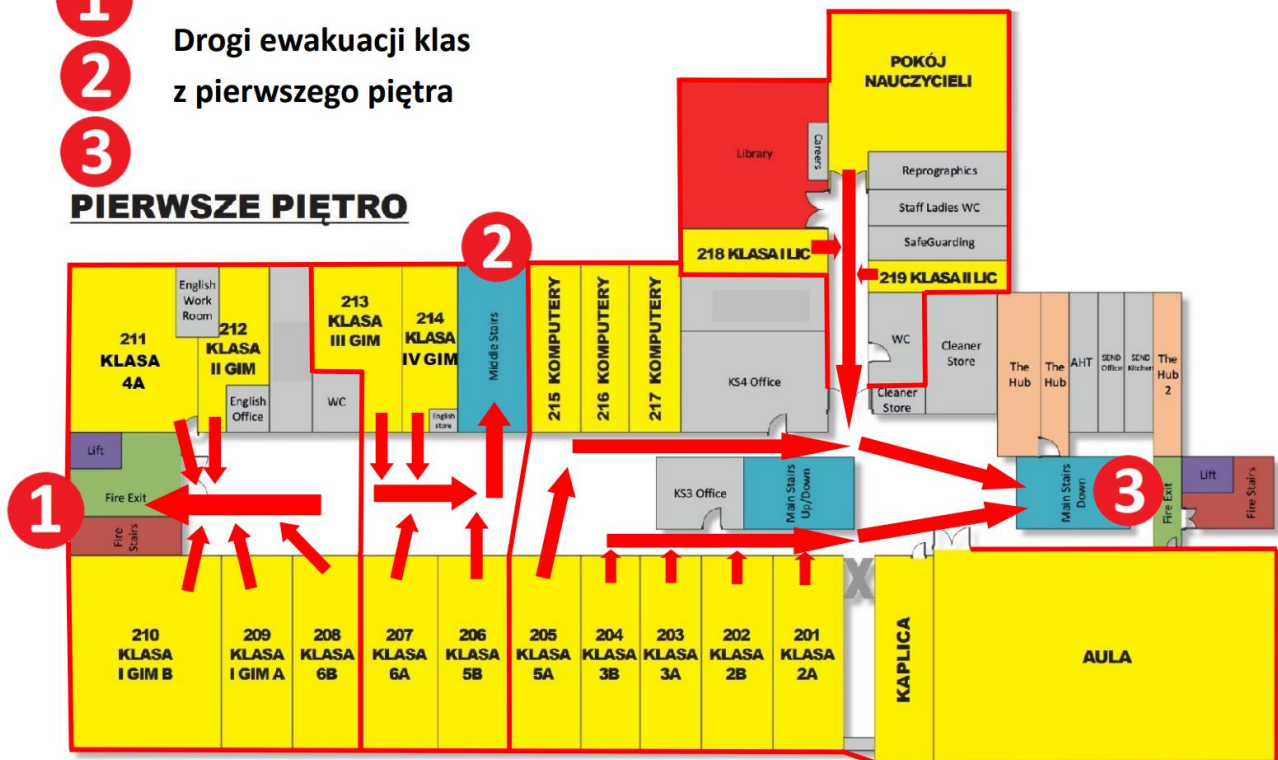 1
Drogi ewakuacji klas
2
z pierwszego piętra
3
PIERWSZE PIĘTRO
POKÓJ
NAUCZYCIELI
Library
Careers
Reprographics
Staff Ladies WC
SafeGuarding
218 KLASA I LIC
219 KLASA II LIC
2
211
KLASA
4A
English
Work
Room
212
KLASA
II GIM
English
Office
WC
213
KLASA
III GIM
214
KLASA
IV GIM
English
store
Middle Stairs
215 KOMPUTERY
216 KOMPUTERY
217 KOMPUTERY
KS4 Office
WC
Cleaner
Store
Cleaner
Store
The
Hub
The
Hub
AHT
SEND
Office
SEND
Kitchen
The
Hub
2
Lift
1
Fire Exit
Fire
Stairs
KS3 Office
Main Stairs
Up/Down
Main Stairs
Down
3
Fire Exit
Lift
Fire Stairs
X
210
KLASA
I GIM B
209
KLASA
I GIM A
208
KLASA
6B
207
KLASA
6A
206
KLASA
5B
205
KLASA
5A
204
KLASA
3B
203
KLASA
3A
202
KLASA
2B
201
KLASA
2A
KAPLICA
AULA